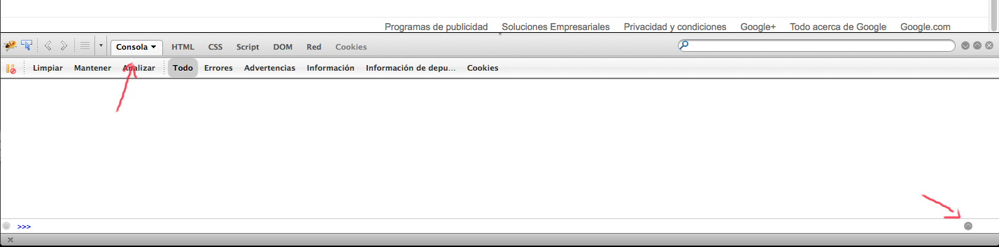 Programas de publicidad Soluciones Empresariales Privacidad y condiciones Google+ Todo acerca de Google Google.com
Consola HTML CSS Script DOM Red Cookies
Limpiar Mantener Analizar Todo Errores Advertencias Información Información de depu... Cookies
>>>